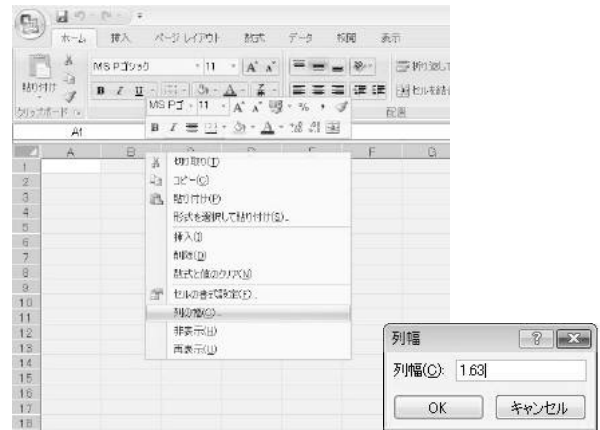 ホーム 挿入 ページ レイアウト 数式 データ 校閲 表示
MS Pゴシック 11 A A
貼り付け
B I U A
クリップボード 配置
MS Pゴ 11 A A % ,
B I A
A1
A B F G
1
2
3
4
5
6
7
8
9
10
11
12
13
14
15
16
17
18
切り取り(T)
コピー(C)
貼り付け(P)
形式を選択して貼り付け(S)...
挿入(I)
削除(D)
数式と値のクリア(N)
セルの書式設定(F)...
列の幅(C)...
非表示(H)
再表示(U)
列幅
列幅(C): 1.63
OK キャンセル